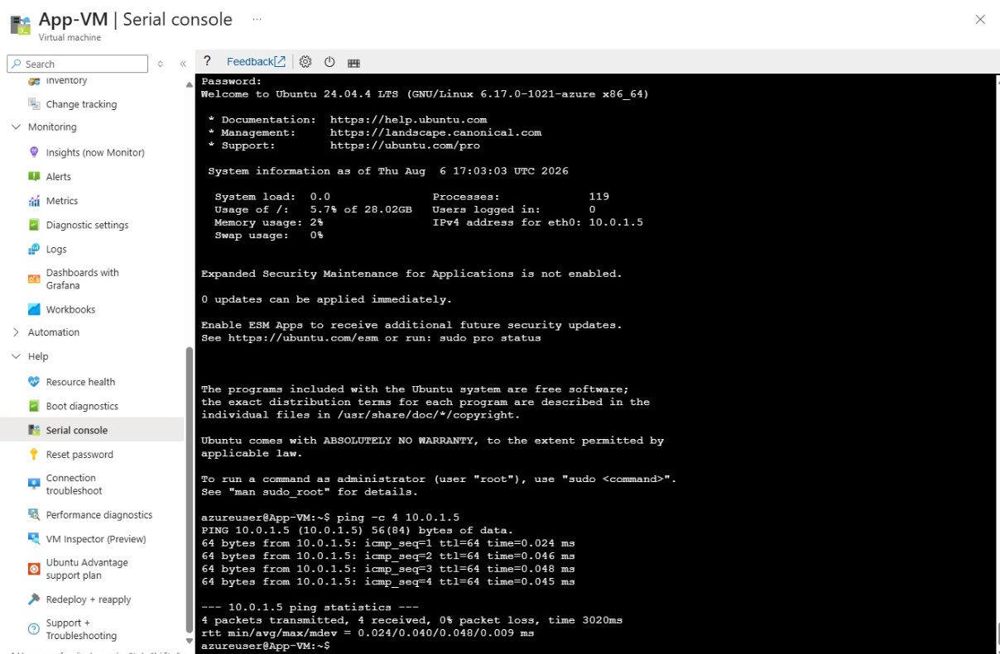 App-VM | Serial console ...
Virtual machine
Search
Feedback
Inventory
Change tracking
Monitoring
Insights (now Monitor)
Alerts
Metrics
Diagnostic settings
Logs
Dashboards with
Grafana
Workbooks
Automation
Help
Resource health
Boot diagnostics
Serial console
Reset password
Connection
troubleshoot
Performance diagnostics
VM Inspector (Preview)
Ubuntu Advantage
support plan
Redeploy + reapply
Support +
Troubleshooting
Password:
Welcome to Ubuntu 24.04.4 LTS (GNU/Linux 6.17.0-1021-azure x86_64)
* Documentation: https://help.ubuntu.com
* Management: https://landscape.canonical.com
* Support: https://ubuntu.com/pro
System information as of Thu Aug 6 17:03:03 UTC 2026
System load: 0.0 Processes: 119
Usage of /: 5.7% of 28.02GB Users logged in: 0
Memory usage: 2% IPv4 address for eth0: 10.0.1.5
Swap usage: 0%
Expanded Security Maintenance for Applications is not enabled.
0 updates can be applied immediately.
Enable ESM Apps to receive additional future security updates.
See https://ubuntu.com/esm or run: sudo pro status
The programs included with the Ubuntu system are free software;
the exact distribution terms for each program are described in the
individual files in /usr/share/doc/*/copyright.
Ubuntu comes with ABSOLUTELY NO WARRANTY, to the extent permitted by
applicable law.
To run a command as administrator (user "root"), use "sudo <command>".
See "man sudo_root" for details.
azureuser@App-VM:~$ ping -c 4 10.0.1.5
PING 10.0.1.5 (10.0.1.5) 56(84) bytes of data.
64 bytes from 10.0.1.5: icmp_seq=1 ttl=64 time=0.024 ms
64 bytes from 10.0.1.5: icmp_seq=2 ttl=64 time=0.046 ms
64 bytes from 10.0.1.5: icmp_seq=3 ttl=64 time=0.048 ms
64 bytes from 10.0.1.5: icmp_seq=4 ttl=64 time=0.045 ms
--- 10.0.1.5 ping statistics ---
4 packets transmitted, 4 received, 0% packet loss, time 3020ms
rtt min/avg/max/mdev = 0.024/0.040/0.048/0.009 ms
azureuser@App-VM:~$